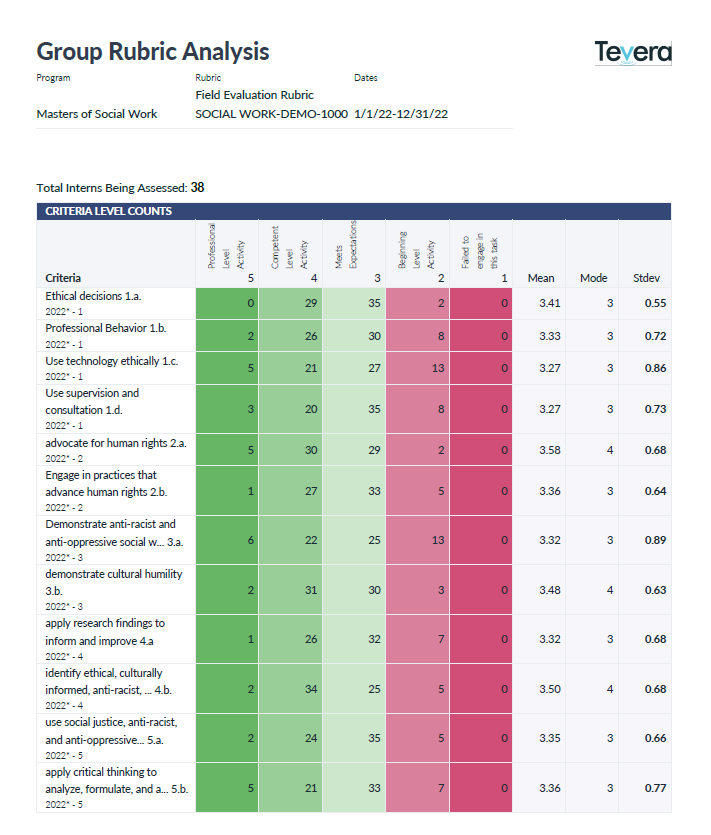 Group Rubric Analysis
Tevera
Program Rubric Dates
Field Evaluation Rubric
Masters of Social Work SOCIAL WORK-DEMO-1000 1/1/22-12/31/22
Total Interns Being Assessed: 38
CRITERIA LEVEL COUNTS
Professional
Level
Activity
Competent
Level
Activity
Meets
Expectations
Beginning
Level
Activity
Failed to
engage in
this task
Criteria 5 4 3 2 1 Mean Mode Stdev
Ethical decisions 1.a.
2022* - 1
0 29 35 2 0 3.41 3 0.55
Professional Behavior 1.b.
2022* - 1
2 26 30 8 0 3.33 3 0.72
Use technology ethically 1.c.
2022* - 1
5 21 27 13 0 3.27 3 0.86
Use supervision and
consultation 1.d.
2022* - 1
3 20 35 8 0 3.27 3 0.73
advocate for human rights 2.a.
2022* - 2
5 30 29 2 0 3.58 4 0.68
Engage in practices that
advance human rights 2.b.
2022* - 2
1 27 33 5 0 3.36 3 0.64
Demonstrate anti-racist and
anti-oppressive social w... 3.a.
2022* - 3
6 22 25 13 0 3.32 3 0.89
demonstrate cultural humility
3.b.
2022* - 3
2 31 30 3 0 3.48 4 0.63
apply research findings to
inform and improve 4.a
2022* - 4
1 26 32 7 0 3.32 3 0.68
identify ethical, culturally
informed, anti-racist, ... 4.b.
2022* - 4
2 34 25 5 0 3.50 4 0.68
use social justice, anti-racist,
and anti-oppressive... 5.a.
2022* - 5
2 24 35 5 0 3.35 3 0.66
apply critical thinking to
analyze, formulate, and a... 5.b.
2022* - 5
5 21 33 7 0 3.36 3 0.77